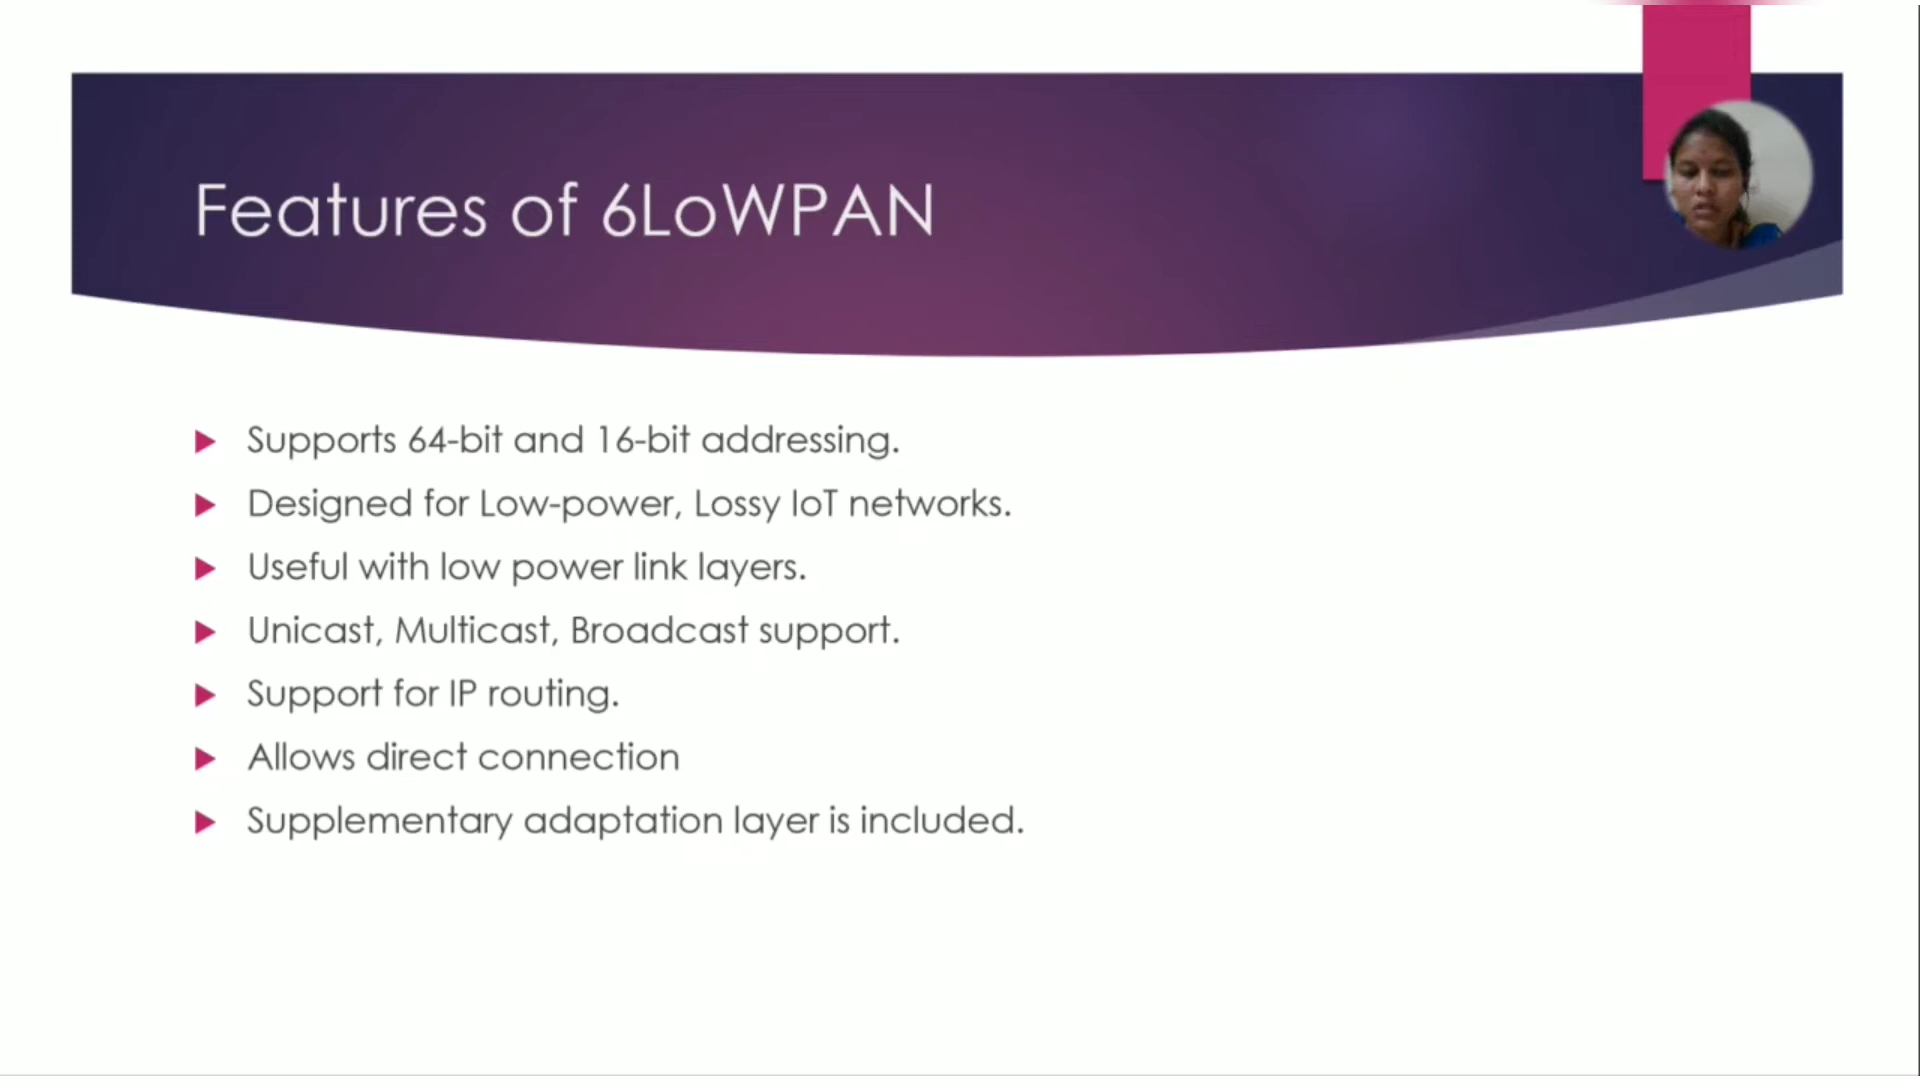 Features of 6LoWPAN
Supports 64-bit and 16-bit addressing.
Designed for Low-power, Lossy IoT networks.
Useful with low power link layers.
Unicast, Multicast, Broadcast support.
Support for IP routing.
Allows direct connection
Supplementary adaptation layer is included.